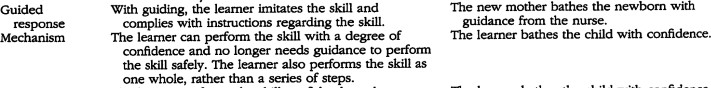 Guided With guiding, the learner imitates the skill and The new mother bathes the newborn with
response complies with instructions regarding the skill. guidance from the nurse.
Mechanism The learner can perform the skill with a degree of The learner bathes the child with confidence.
confidence and no longer needs guidance to perform
the skill safely. The learner also performs the skill as
one whole, rather than a series of steps.